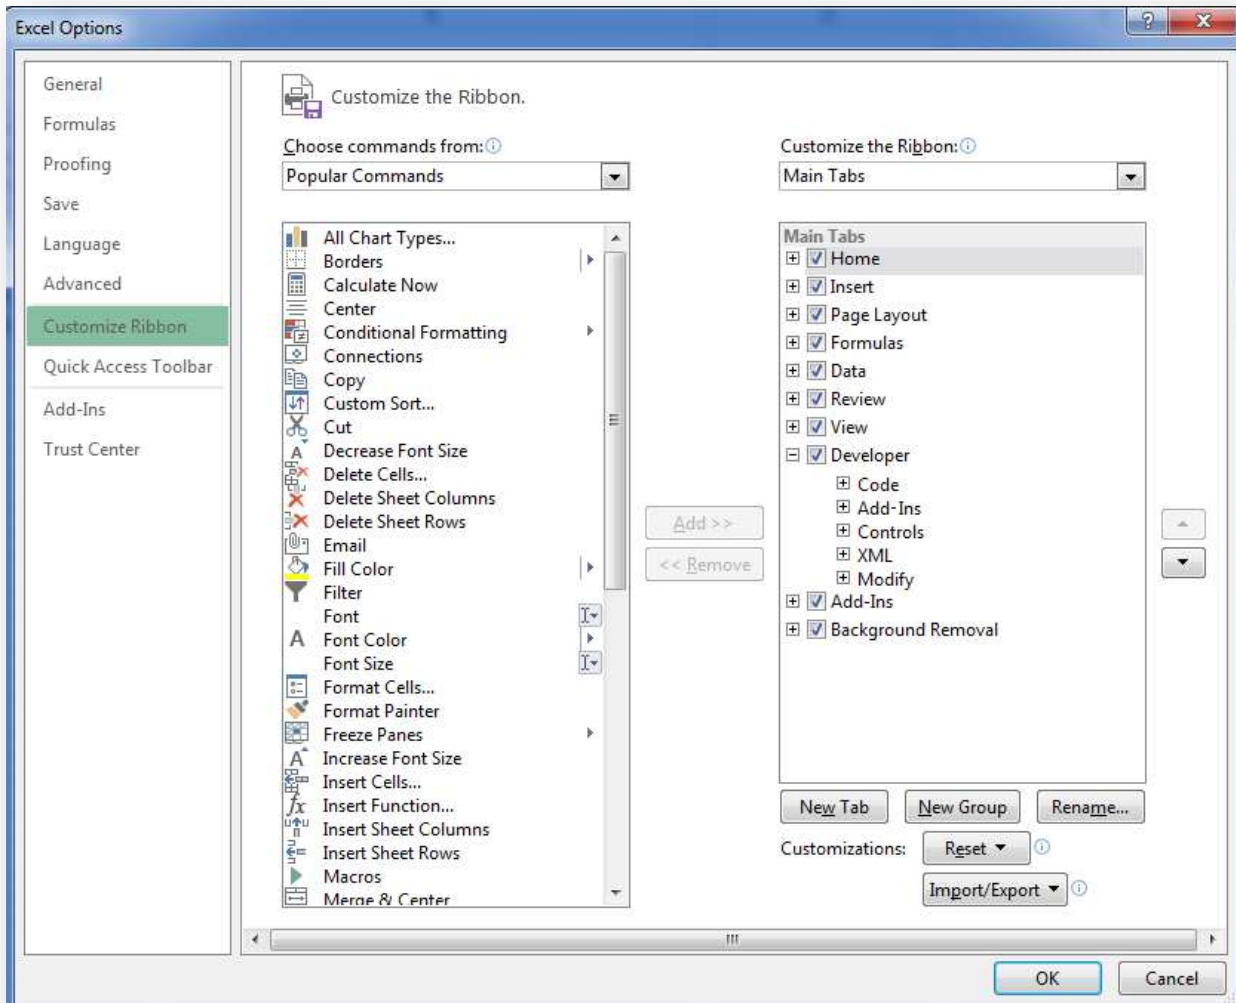 Excel Options
General
Formulas
Proofing
Save
Language
Advanced
Customize Ribbon
Quick Access Toolbar
Add-Ins
Trust Center
Customize the Ribbon.
Choose commands from:
Popular Commands
All Chart Types...
Borders
Calculate Now
Center
Conditional Formatting
Connections
Copy
Custom Sort...
Cut
Decrease Font Size
Delete Cells...
Delete Sheet Columns
Delete Sheet Rows
Email
Fill Color
Filter
Font
Font Color
Font Size
Format Cells...
Format Painter
Freeze Panes
Increase Font Size
Insert Cells...
Insert Function...
Insert Sheet Columns
Insert Sheet Rows
Macros
Merge & Center
Add >>
<< Remove
Customize the Ribbon:
Main Tabs
Main Tabs
Home
Insert
Page Layout
Formulas
Data
Review
View
Developer
Code
Add-Ins
Controls
XML
Modify
Add-Ins
Background Removal
New Tab New Group Rename...
Customizations: Reset
Import/Export
OK Cancel